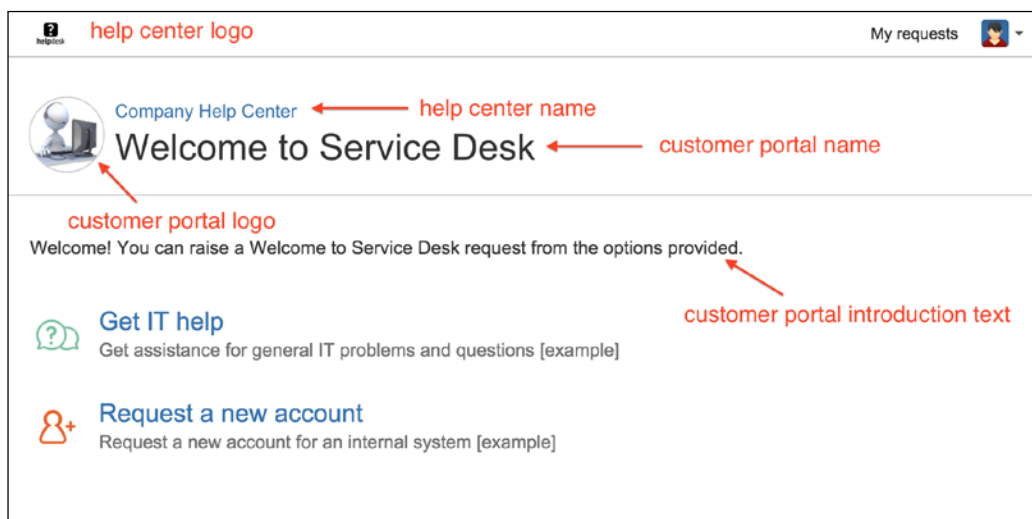 help center logo
My requests
helpdesk
Company Help Center
help center name
Welcome to Service Desk
customer portal name
customer portal logo
Welcome! You can raise a Welcome to Service Desk request from the options provided.
customer portal introduction text
Get IT help
Get assistance for general IT problems and questions [example]
Request a new account
Request a new account for an internal system [example]